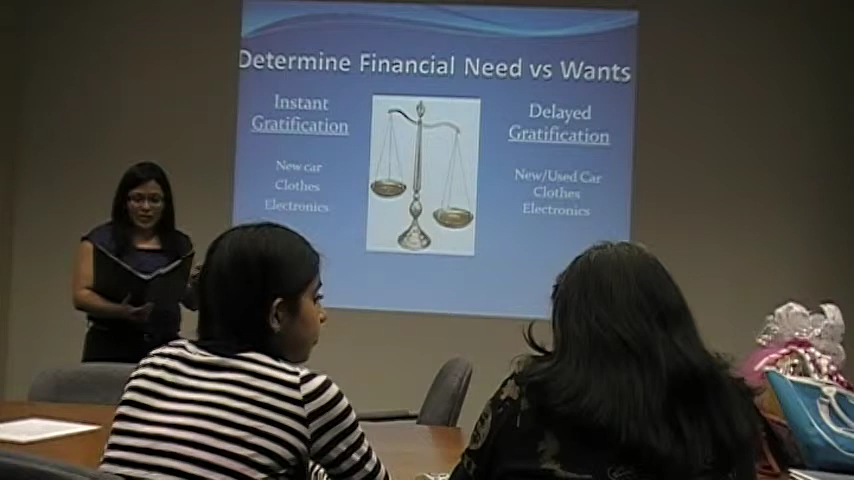 Determine Financial Need vs Wants
Instant
Gratification
New car
Clothes
Electronics
Delayed
Gratification
New/Used Car
Clothes
Electronics